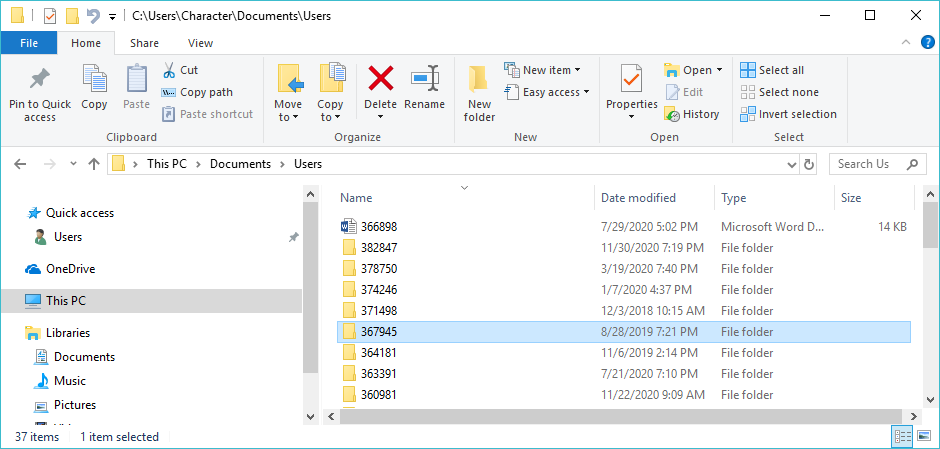 C:\Users\Character\Documents\Users
File Home Share View
Pin to Quick access
Copy
Paste
Cut
Copy path
Paste shortcut
Clipboard
Move to
Copy to
Delete
Rename
Organize
New folder
New item
Easy access
New
Properties
Open
Edit
History
Open
Select all
Select none
Invert selection
Select
This PC Documents Users Search Us
Quick access
Users
OneDrive
This PC
Libraries
Documents
Music
Pictures
Name Date modified Type Size
366898 7/29/2020 5:02 PM Microsoft Word D... 14 KB
382847 11/30/2020 7:19 PM File folder
378750 3/19/2020 7:40 PM File folder
374246 1/7/2020 4:37 PM File folder
371498 12/3/2018 10:15 AM File folder
367945 8/28/2019 7:21 PM File folder
364181 11/6/2019 2:14 PM File folder
363391 7/21/2020 7:10 PM File folder
360981 11/22/2020 9:09 AM File folder
37 items 1 item selected